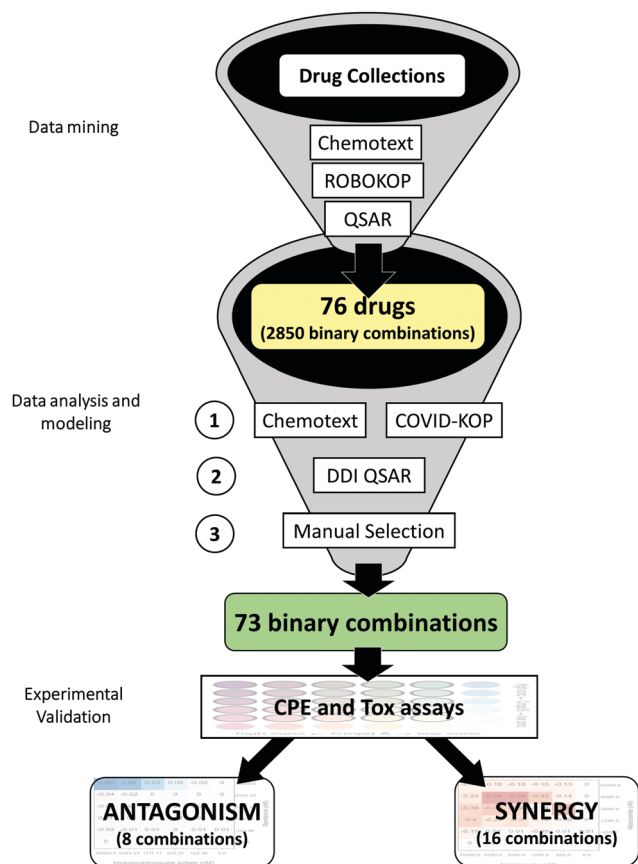 Drug Collections
Data mining
Chemotext
ROBOKOP
QSAR
76 drugs
(2850 binary combinations)
Data analysis and
modeling
1
Chemotext
COVID-KOP
2
DDI QSAR
3
Manual Selection
73 binary combinations
Experimental
Validation
CPE and Tox assays
ANTAGONISM
(8 combinations)
SYNERGY
(16 combinations)